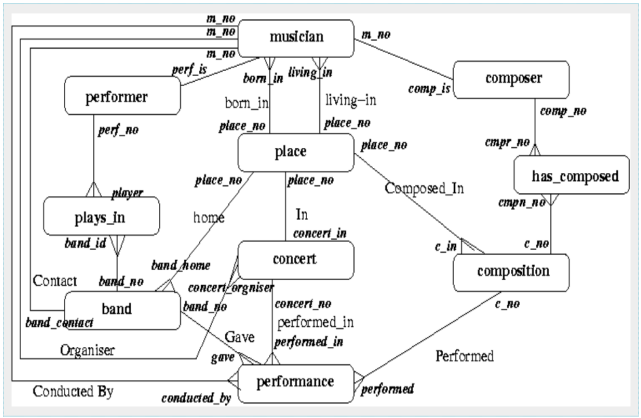 m_no
m_no
m_no
musician
m_no
perf_is
born_in
living_in
performer
comp_is
composer
born_in
living-in
perf_no
place_no
place_no
comp_no
place
place_no
cmpr_no
place_no
place_no
has_composed
player
Composed_In
cmpn_no
plays_in
home
In
band_id
concert_in
c_in
c_no
band_home
concert
composition
Contact
band_no
concert_orgniser
band
band_no
concert_no
c_no
band_contact
performed_in
Gave
performed_in
Organiser
gave
Performed
performance
Conducted By
conducted_by
performed